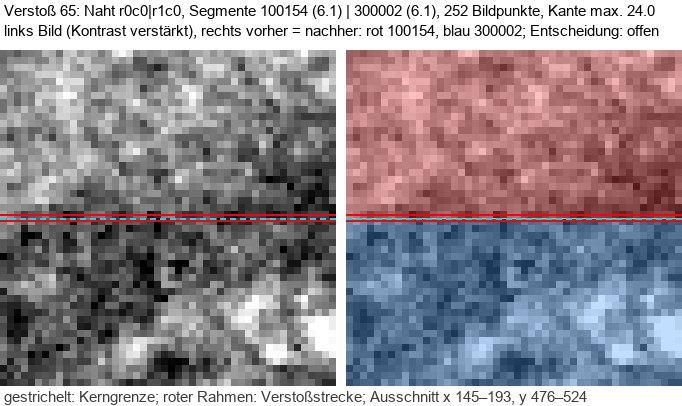 Verstoß 65: Naht r0c0|r1c0, Segmente 100154 (6.1) | 300002 (6.1), 252 Bildpunkte, Kante max. 24.0
links Bild (Kontrast verstärkt), rechts vorher = nachher: rot 100154, blau 300002; Entscheidung: offen
gestrichelt: Kerngrenze; roter Rahmen: Verstoßstrecke; Ausschnitt x 145–193, y 476–524